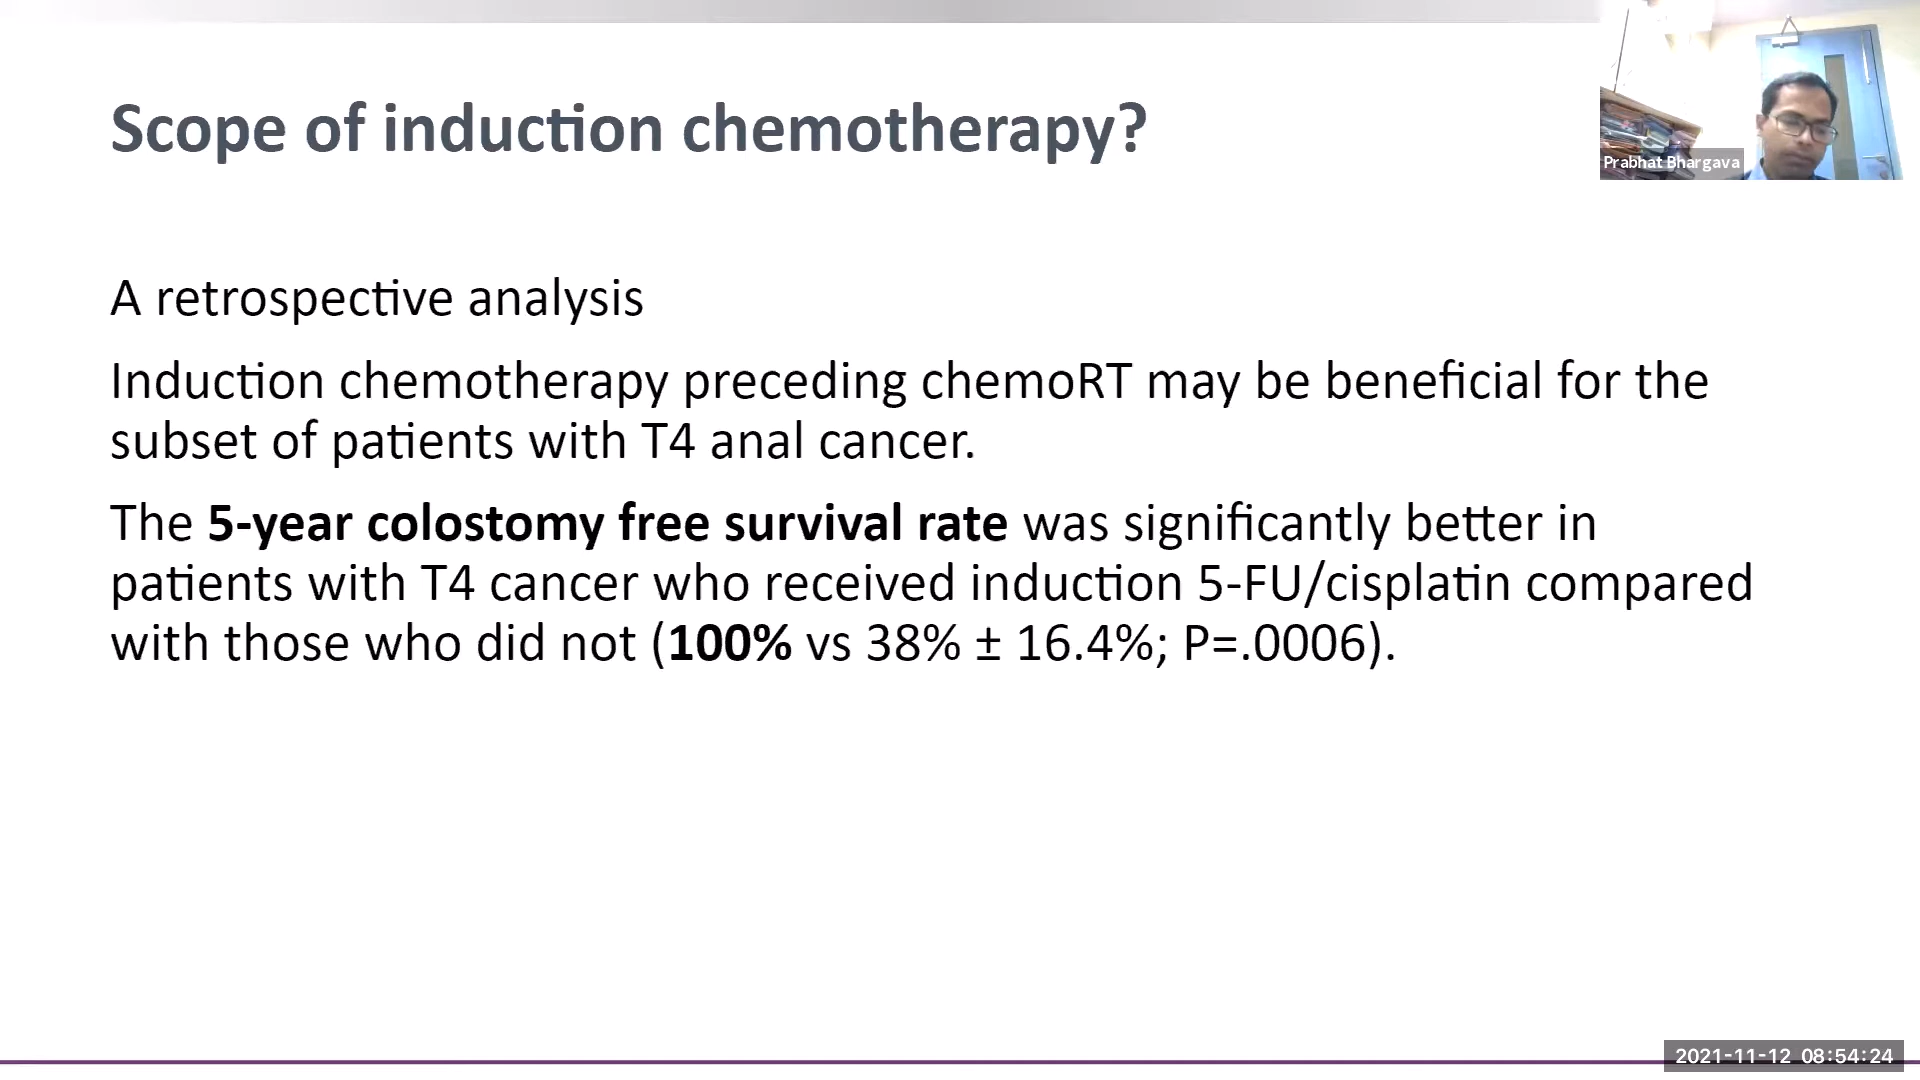 Scope of induction chemotherapy?
Prabhat Bhargava
A retrospective analysis
Induction chemotherapy preceding chemoRT may be beneficial for the
subset of patients with T4 anal cancer.
The 5-year colostomy free survival rate was significantly better in
patients with T4 cancer who received induction 5-FU/cisplatin compared
with those who did not (100% vs 38% ± 16.4%; P=.0006).
2021-11-12 08:54:24